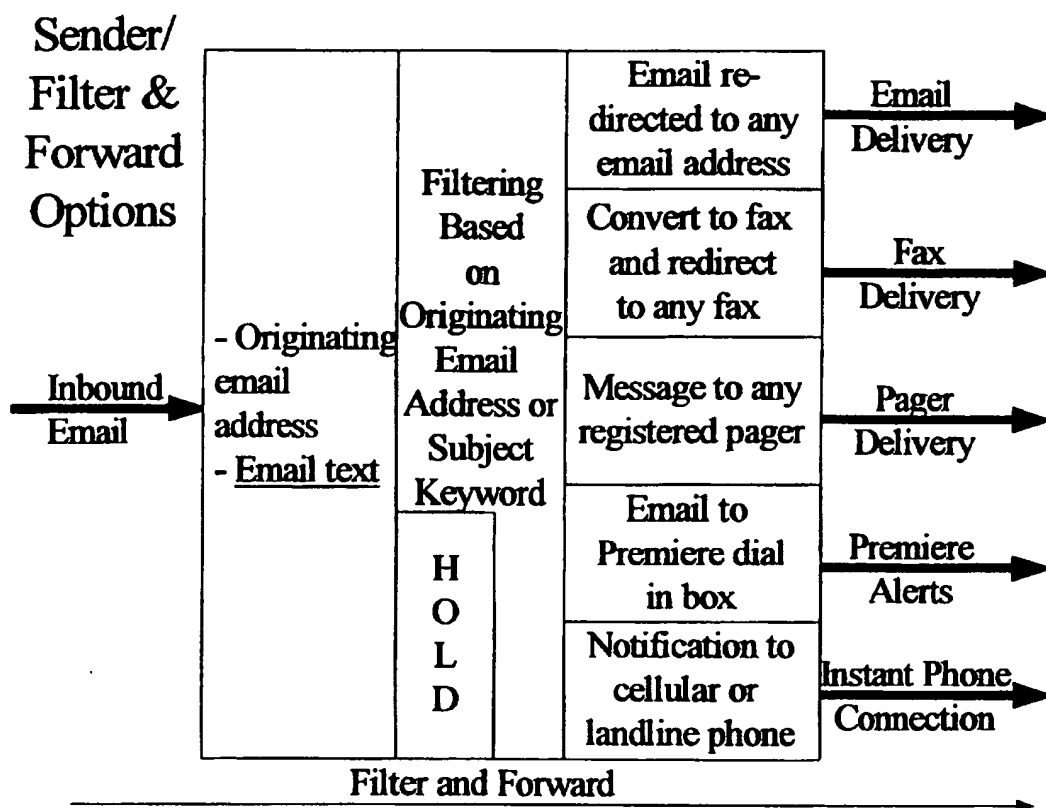 Sender/
Filter &
Forward
Options
Inbound
Email
- Originating
email
address
- Email text
Filtering
Based
on
Originating
Email
Address or
Subject
Keyword
H
O
L
D
Email re-
directed to any
email address
Convert to fax
and redirect
to any fax
Message to any
registered pager
Email to
Premiere dial
in box
Notification to
cellular or
landline phone
Email
Delivery
Fax
Delivery
Pager
Delivery
Premiere
Alerts
Instant Phone
Connection
Filter and Forward